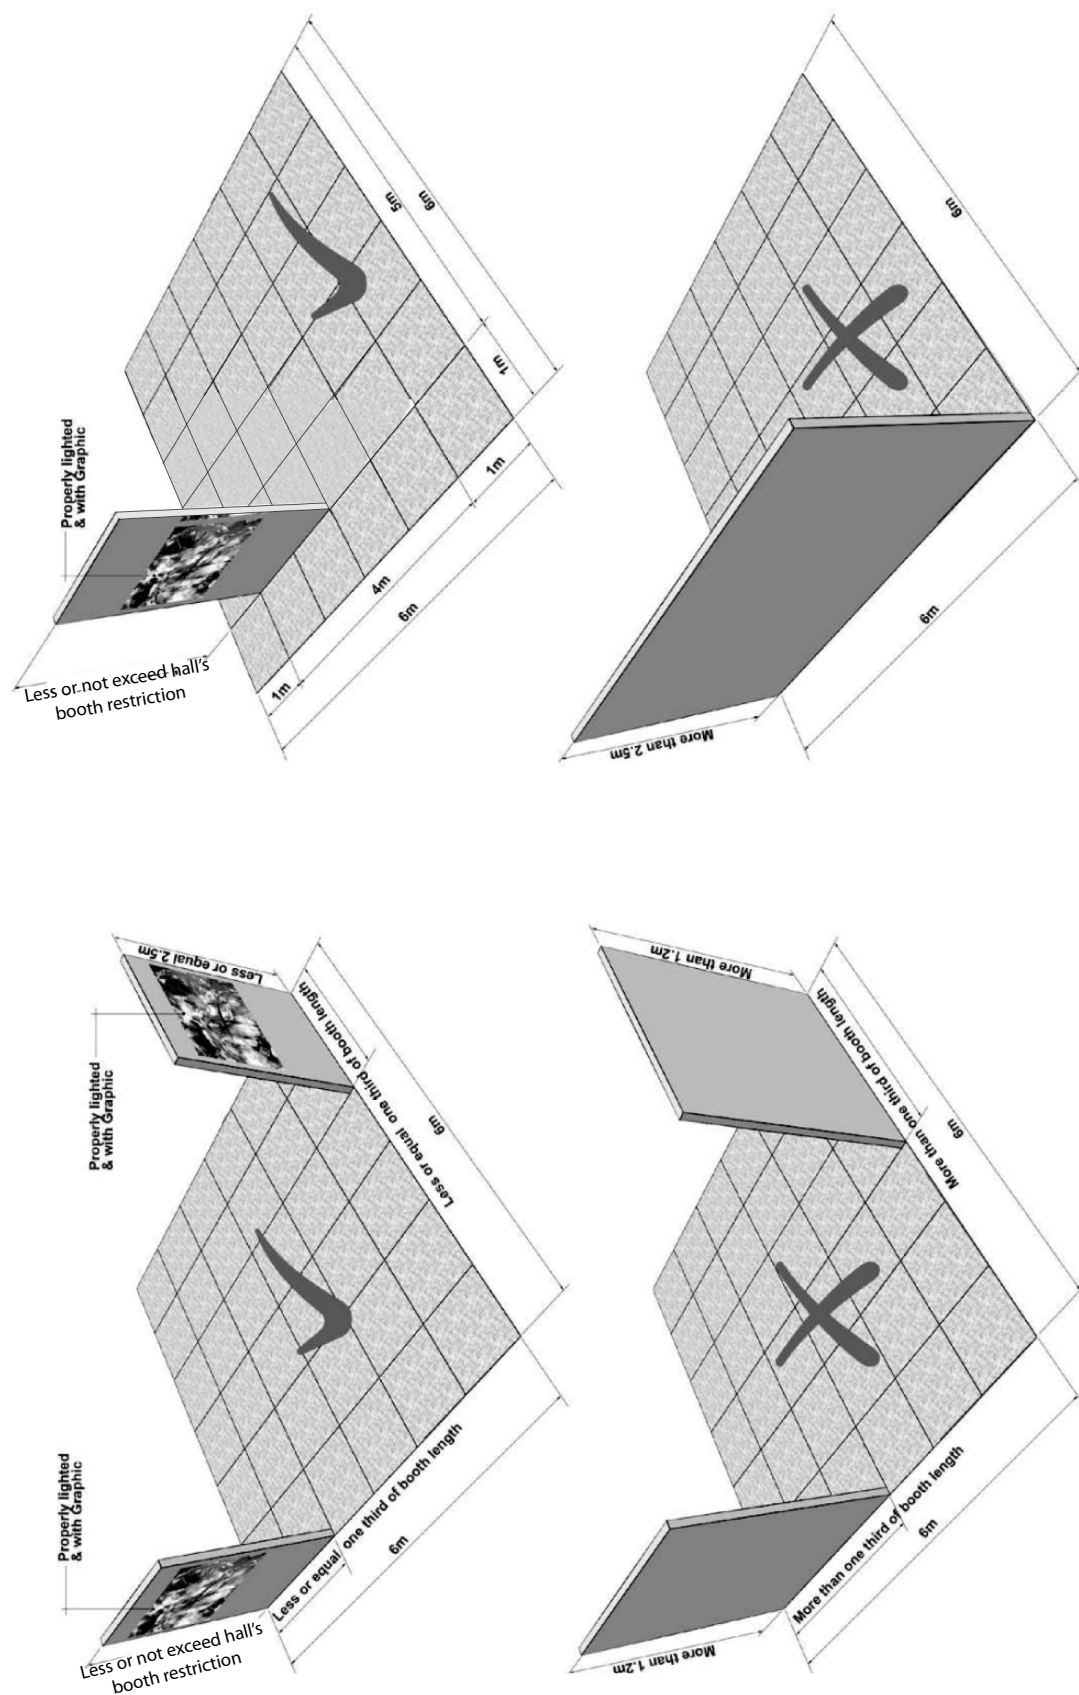 Properly lighted
& with Graphic
Less or not exceed hall's
booth restriction
5m
6m
1m
1m
4m
6m
1m
6m
6m
More than 2.5m
Properly lighted
& with Graphic
Less or equal 2.5m
Less or equal one third of booth length
6m
Properly lighted
& with Graphic
Less or equal one third of booth length
6m
Less or not exceed hall's
booth restriction
More than 1.2m
More than one third of booth length
6m
More than one third of booth length
6m
More than 1.2m